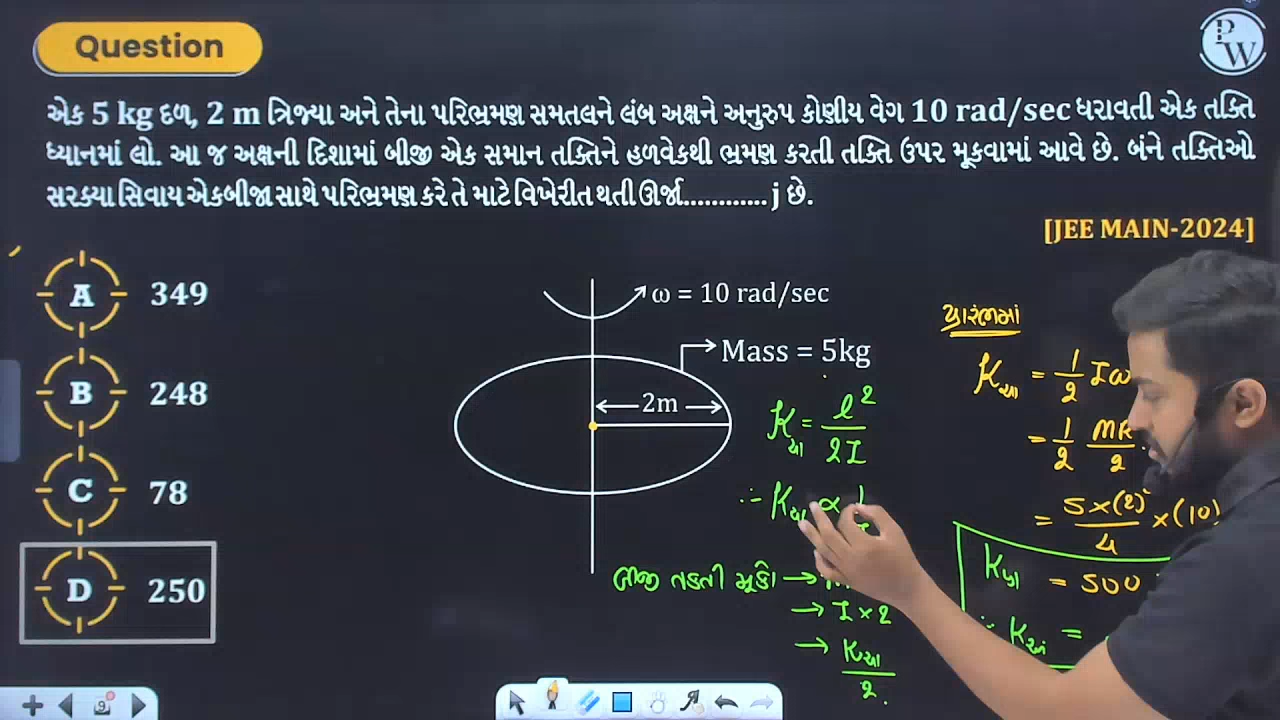 Question
PW
એક 5 kg દળ, 2 m ત્રિજ્યા અને તેના પરિભ્રમણ સમતલને લંબ અક્ષને અનુરુપ કોણીય વેગ 10 rad/sec ધરાવતી એક તક્તિ
ધ્યાનમાં લો. આ જ અક્ષની દિશામાં બીજી એક સમાન તક્તિને હળવેકથી ભ્રમણ કરતી તક્તિ ઉપર મૂકવામાં આવે છે. બંને તક્તિઓ
સરક્યા સિવાય એકબીજા સાથે પરિભ્રમણ કરે તે માટે વિખેરીત થતી ઊર્જા............ j છે.
[JEE MAIN-2024]
A 349
B 248
C 78
D 250
ω = 10 rad/sec
Mass = 5kg
2m
K = l²/2I
∴ K ∝
બીજી તકતી મૂકો →
→ I × 2
→ K/2
પ્રારંભમાં
K = 1/2 Iω
= 1/2
= 5×(2)²/4 × (10)
K = 500
∴ K =